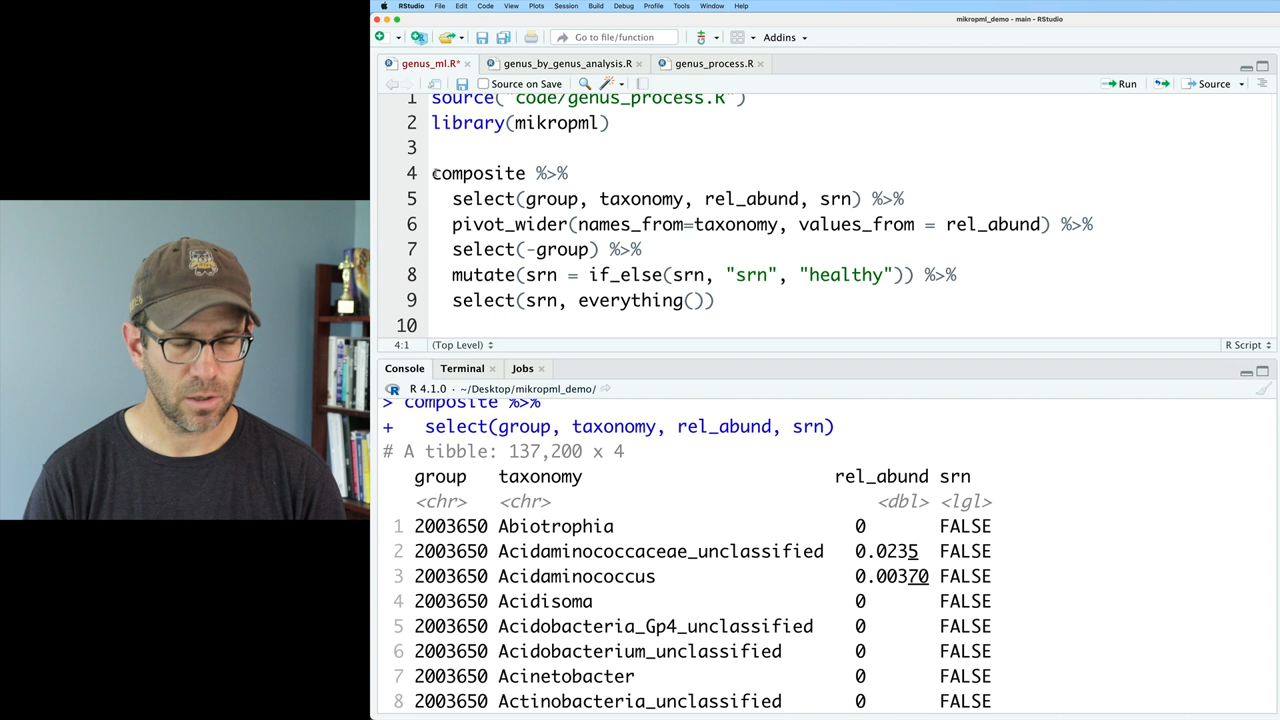 RStudio File Edit Code View Plots Session Build Debug Profile Tools Window Help
mikropml_demo - main - RStudio
Go to file/function Addins
genus_ml.R* genus_by_genus_analysis.R genus_process.R
Source on Save Run Source
1 source("code/genus_process.R")
2 library(mikropml)
3
4 composite %>%
5 select(group, taxonomy, rel_abund, srn) %>%
6 pivot_wider(names_from=taxonomy, values_from = rel_abund) %>%
7 select(-group) %>%
8 mutate(srn = if_else(srn, "srn", "healthy")) %>%
9 select(srn, everything())
10
4:1 (Top Level) R Script
Console Terminal Jobs
R 4.1.0 · ~/Desktop/mikropml_demo/
> composite %>%
+ select(group, taxonomy, rel_abund, srn)
# A tibble: 137,200 x 4
group taxonomy rel_abund srn
<chr> <chr> <dbl> <lgl>
1 2003650 Abiotrophia 0 FALSE
2 2003650 Acidaminococcaceae_unclassified 0.0235 FALSE
3 2003650 Acidaminococcus 0.00370 FALSE
4 2003650 Acidisoma 0 FALSE
5 2003650 Acidobacteria_Gp4_unclassified 0 FALSE
6 2003650 Acidobacterium_unclassified 0 FALSE
7 2003650 Acinetobacter 0 FALSE
8 2003650 Actinobacteria_unclassified 0 FALSE